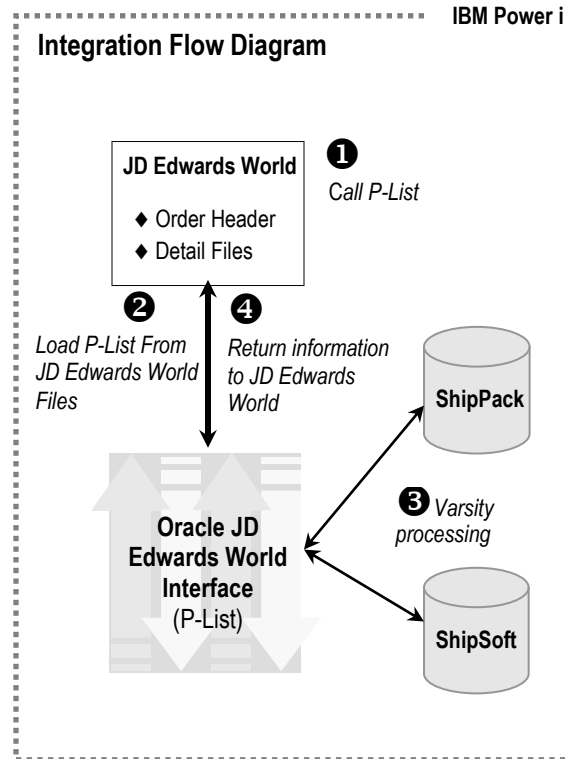 IBM Power i
Integration Flow Diagram
JD Edwards World
♦ Order Header
♦ Detail Files
❶
Call P-List
❷
Load P-List From
JD Edwards World
Files
❹
Return information
to JD Edwards
World
ShipPack
❸ Varsity
processing
Oracle JD
Edwards World
Interface
(P-List)
ShipSoft